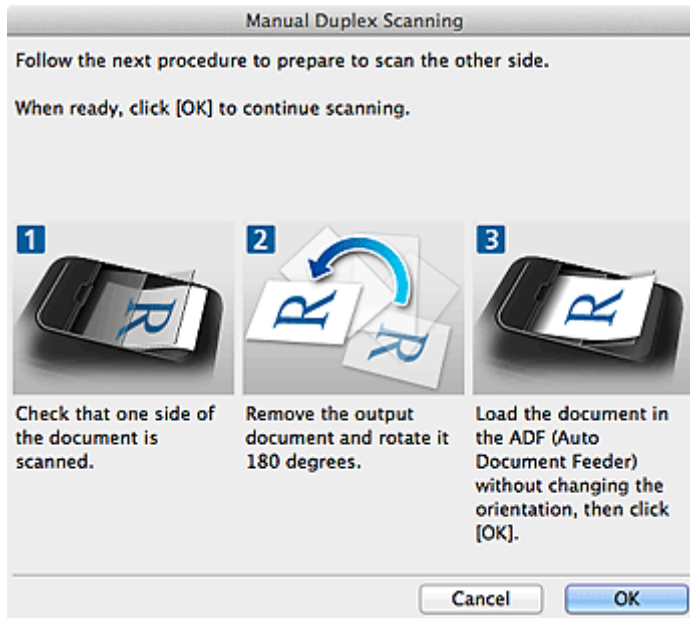 Manual Duplex Scanning
Follow the next procedure to prepare to scan the other side.
When ready, click [OK] to continue scanning.
1
R
Check that one side of
the document is
scanned.
2
R
R
Remove the output
document and rotate it
180 degrees.
3
R
Load the document in
the ADF (Auto
Document Feeder)
without changing the
orientation, then click
[OK].
Cancel
OK